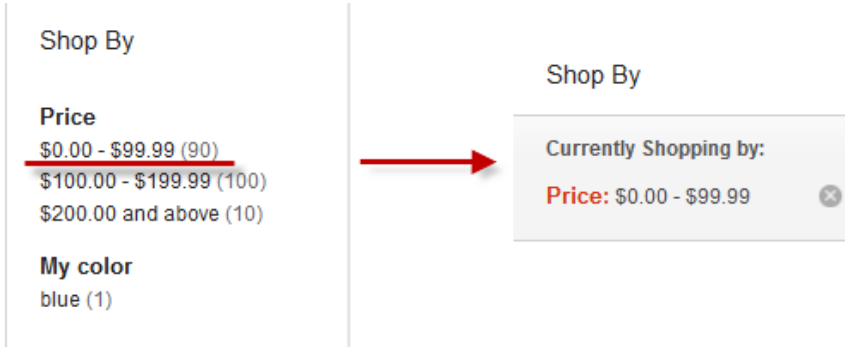 Shop By
Price
$0.00 - $99.99 (90)
$100.00 - $199.99 (100)
$200.00 and above (10)
My color
blue (1)
Shop By
Currently Shopping by:
Price: $0.00 - $99.99